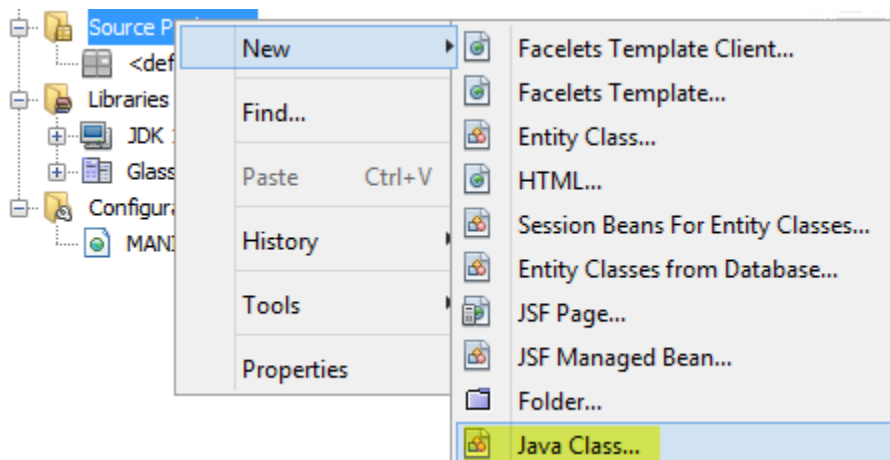 Source P
<def
Libraries
JDK
Glass
Configura
MANI
New
Find...
Paste Ctrl+V
History
Tools
Properties
Facelets Template Client...
Facelets Template...
Entity Class...
HTML...
Session Beans For Entity Classes...
Entity Classes from Database...
JSF Page...
JSF Managed Bean...
Folder...
Java Class...